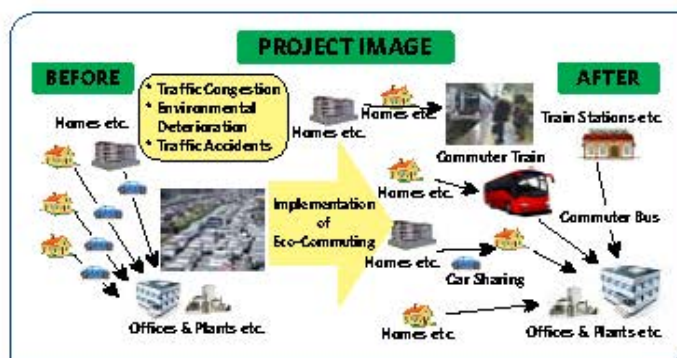 PROJECT IMAGE
BEFORE
* Traffic Congestion
* Environmental
Deterioration
* Traffic Accidents
Homes etc.
Offices & Plants etc.
Implementation
of
Eco-Commuting
AFTER
Homes etc.
Homes etc.
Commuter Train
Train Stations etc.
Homes etc.
Commuter Bus
Homes etc.
Car Sharing
Homes etc.
Offices & Plants etc.